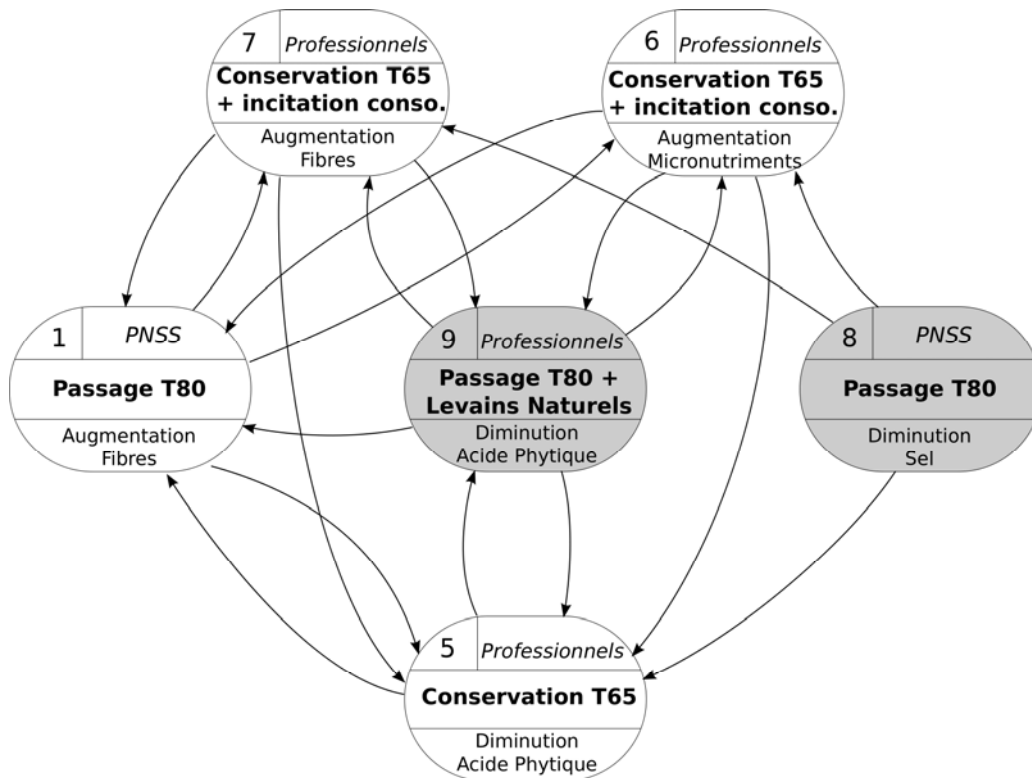 7 Professionnels
Conservation T65
+ incitation conso.
Augmentation
Fibres
6 Professionnels
Conservation T65
+ incitation conso.
Augmentation
Micronutriments
1 PNSS
Passage T80
Augmentation
Fibres
9 Professionnels
Passage T80 +
Levains Naturels
Diminution
Acide Phytique
8 PNSS
Passage T80
Diminution
Sel
5 Professionnels
Conservation T65
Diminution
Acide Phytique